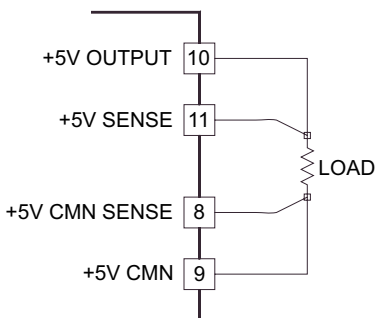 +5V OUTPUT 10
+5V SENSE 11
LOAD
+5V CMN SENSE 8
+5V CMN 9